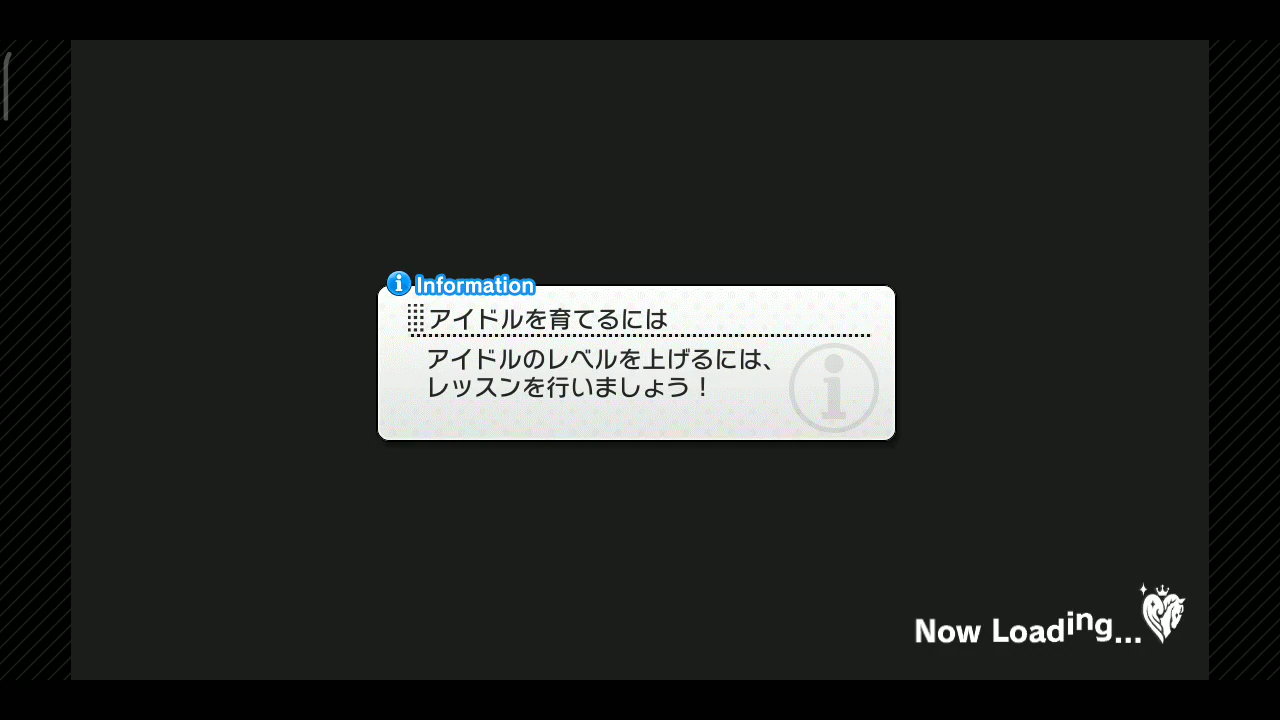 Information
アイドルを育てるには
アイドルのレベルを上げるには、
レッスンを行いましょう！
Now Loading...